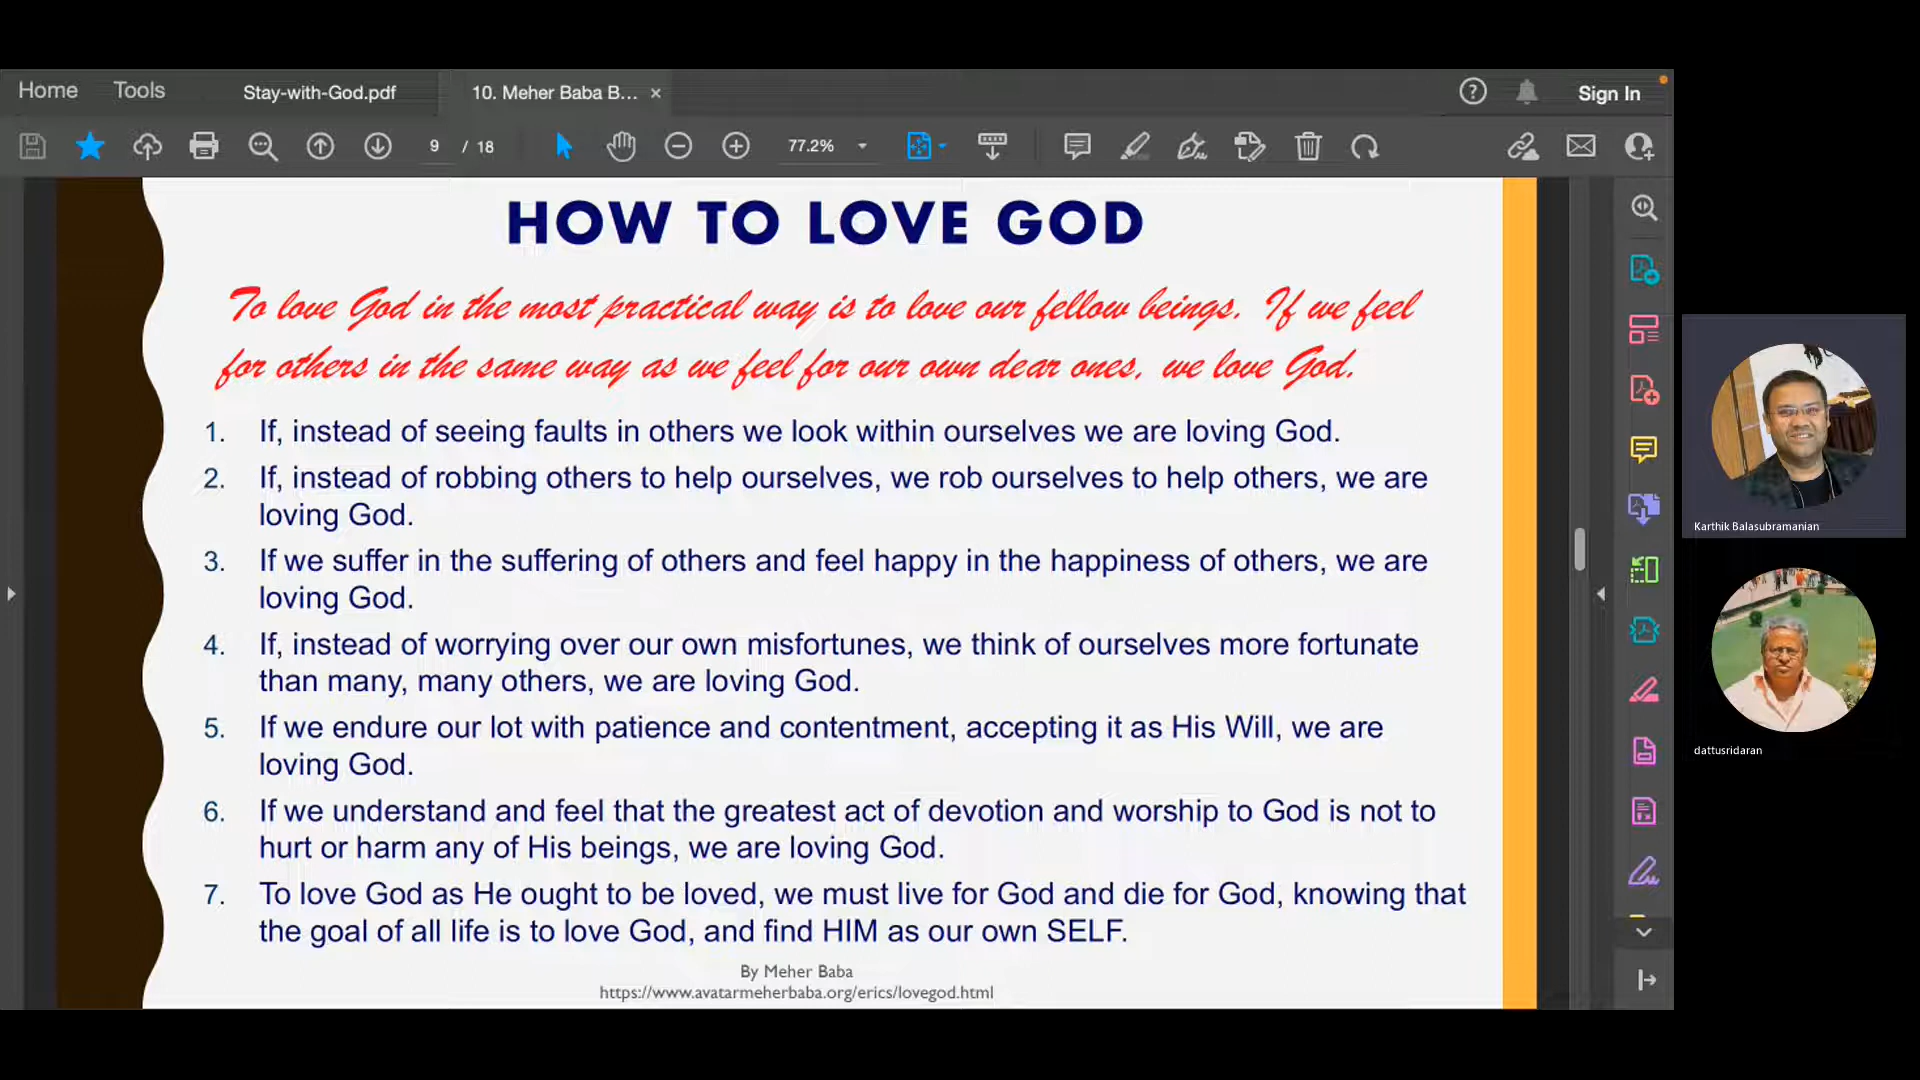 Home Tools Stay-with-God.pdf 10. Meher Baba B... × Sign In
9 / 18 77.2%
HOW TO LOVE GOD
To love God in the most practical way is to love our fellow beings. If we feel
for others in the same way as we feel for our own dear ones, we love God.
1. If, instead of seeing faults in others we look within ourselves we are loving God.
2. If, instead of robbing others to help ourselves, we rob ourselves to help others, we are
loving God.
3. If we suffer in the suffering of others and feel happy in the happiness of others, we are
loving God.
4. If, instead of worrying over our own misfortunes, we think of ourselves more fortunate
than many, many others, we are loving God.
5. If we endure our lot with patience and contentment, accepting it as His Will, we are
loving God.
6. If we understand and feel that the greatest act of devotion and worship to God is not to
hurt or harm any of His beings, we are loving God.
7. To love God as He ought to be loved, we must live for God and die for God, knowing that
the goal of all life is to love God, and find HIM as our own SELF.
By Meher Baba
https://www.avatarmeherbaba.org/erics/lovegod.html
Karthik Balasubramanian
dattusridaran